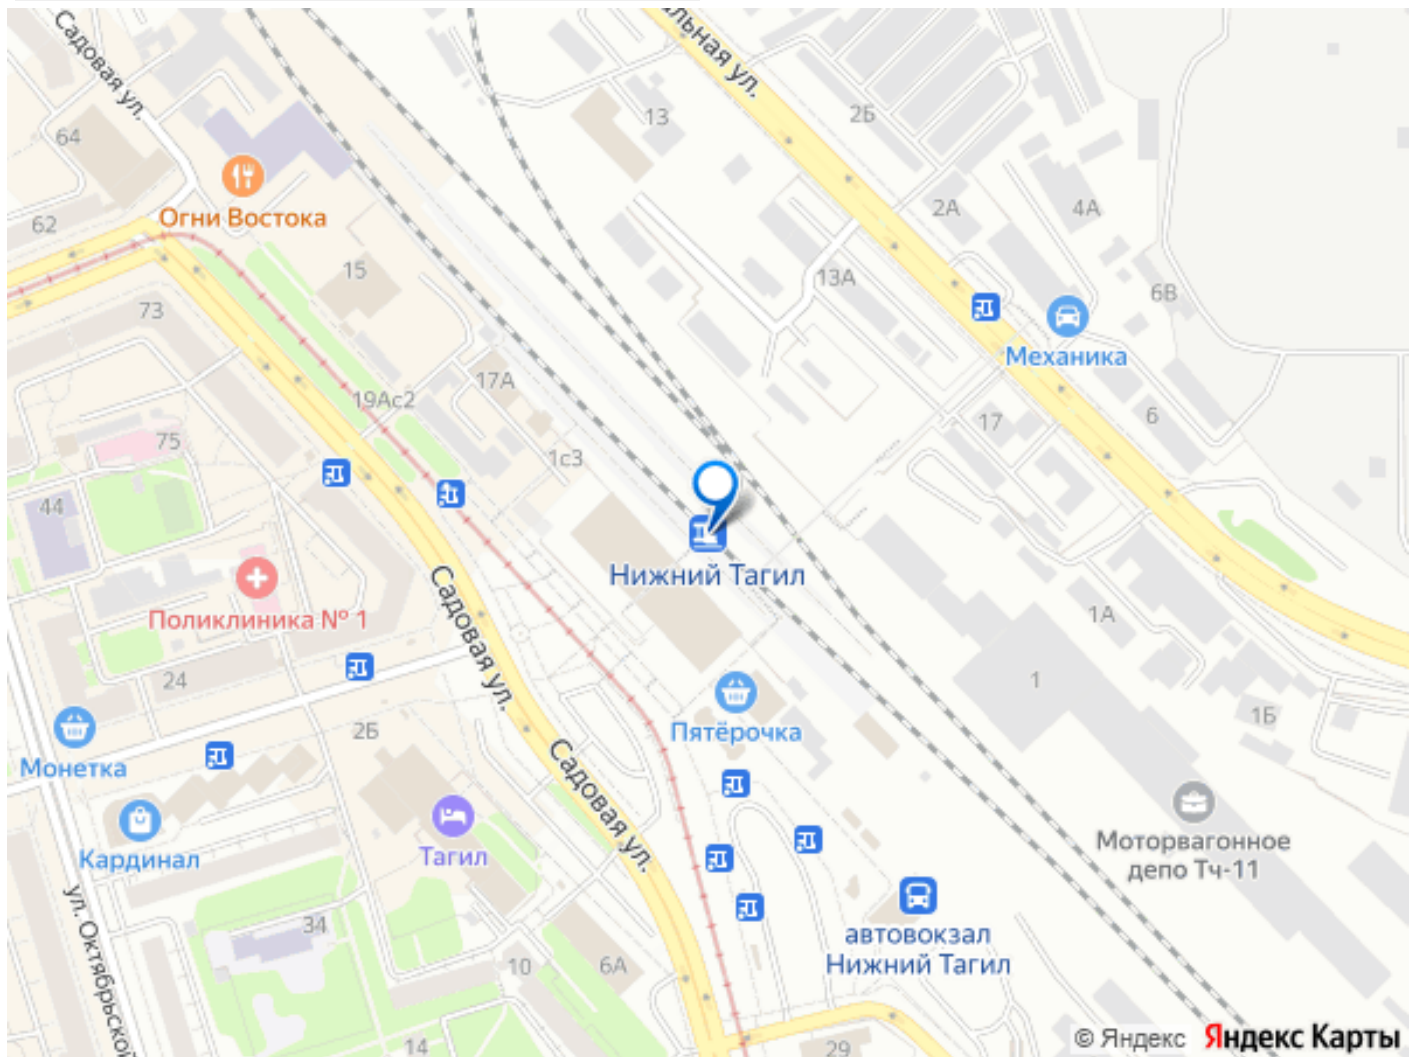 Садовая ул.
альная ул.
13
2Б
64
Огни Востока
62
2А
4А
15
13А
6В
73
Механика
17А
19Ас2
6
17
75
1с3
44
Нижний Тагил
Садовая ул.
Поликлиника № 1
1А
24
1
1Б
2Б
Пятёрочка
Монетка
Садовая ул.
Кардинал
Тагил
Моторвагонное
депо Тч-11
ул. Октябрьской
34
автовокзал
Нижний Тагил
10
6А
14
29
© Яндекс Яндекс Карты